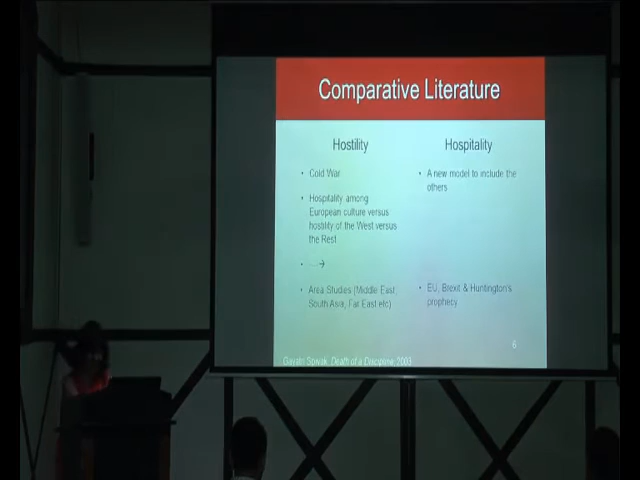 Comparative Literature
Hostility
• Cold War
• Hospitality among
European culture versus
hostility of the West versus
the Rest
• →
• Area Studies (Middle East,
South Asia, Far East etc)
Hospitality
• A new model to include the
others
• EU, Brexit & Huntington's
prophecy
6
Gayatri Spivak, Death of a Discipline, 2003